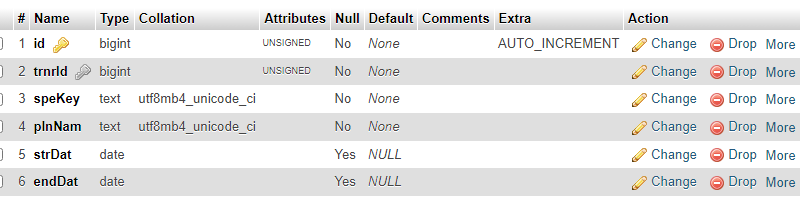 # Name Type Collation Attributes Null Default Comments Extra Action
1 id bigint UNSIGNED No None AUTO_INCREMENT Change Drop More
2 trnrId bigint UNSIGNED No None Change Drop More
3 speKey text utf8mb4_unicode_ci No None Change Drop More
4 plnNam text utf8mb4_unicode_ci No None Change Drop More
5 strDat date Yes NULL Change Drop More
6 endDat date Yes NULL Change Drop More